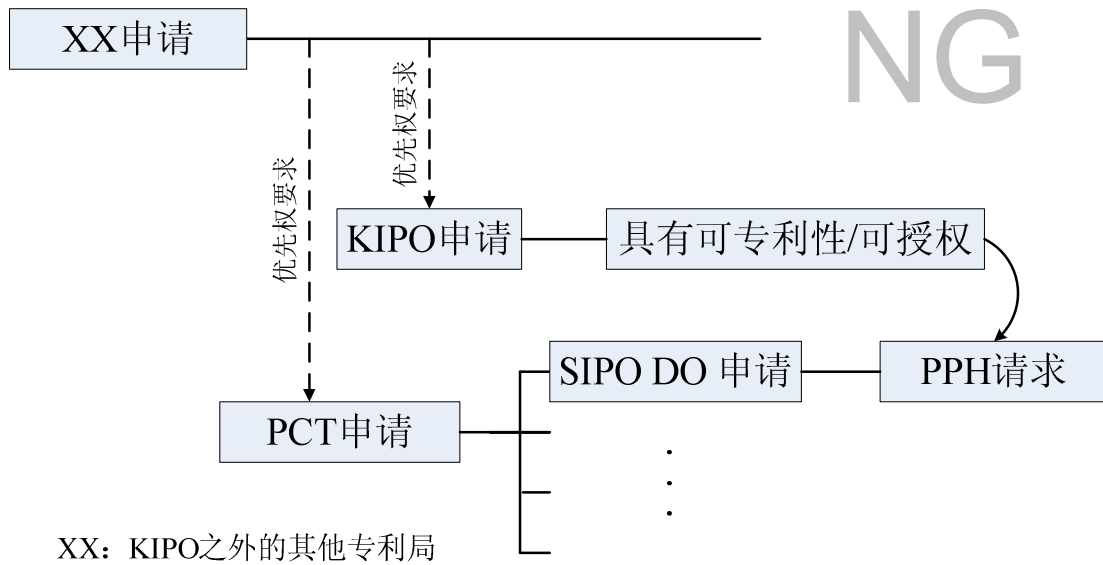 XX申请
NG
优先权要求
优先权要求
KIPO申请
具有可专利性/可授权
SIPO DO 申请
PPH请求
PCT申请
XX：KIPO之外的其他专利局